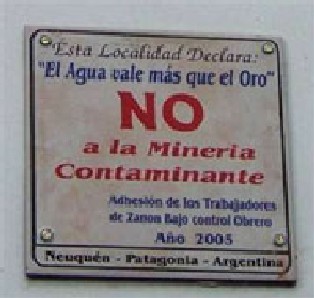 Esta Localidad Declara:
"El Agua vale más que el Oro"
NO
a la Mineria
Contaminante
Adhesión de los Trabajadores
de Zanon Bajo control Obrero
Año 2005
Neuquén - Patagonia - Argentina